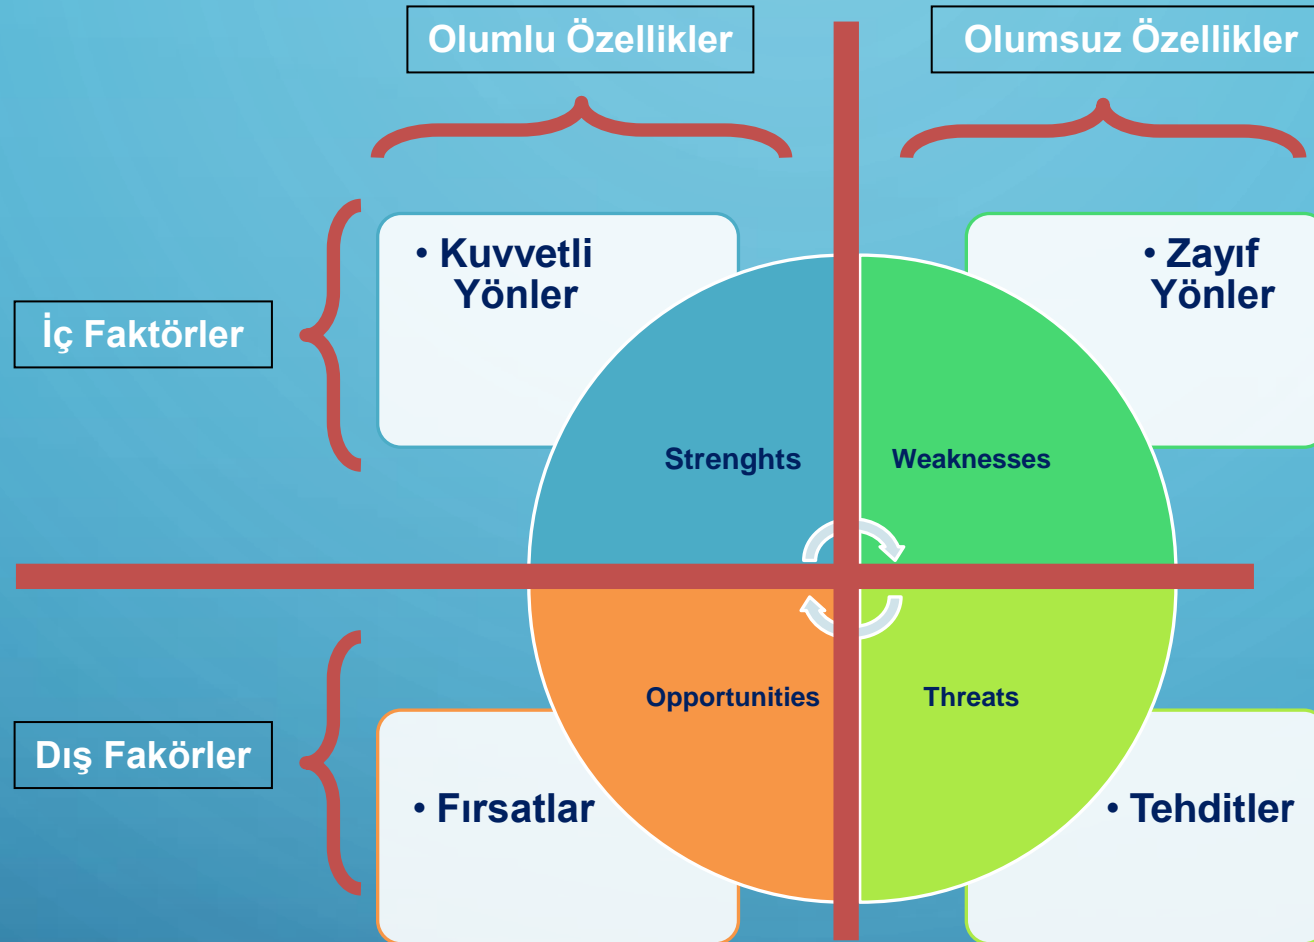 Olumlu Özellikler
Olumsuz Özellikler
İç Faktörler
• Kuvvetli
Yönler
• Zayıf
Yönler
Strenghts
Weaknesses
Opportunities
Threats
Dış Fakörler
• Fırsatlar
• Tehditler